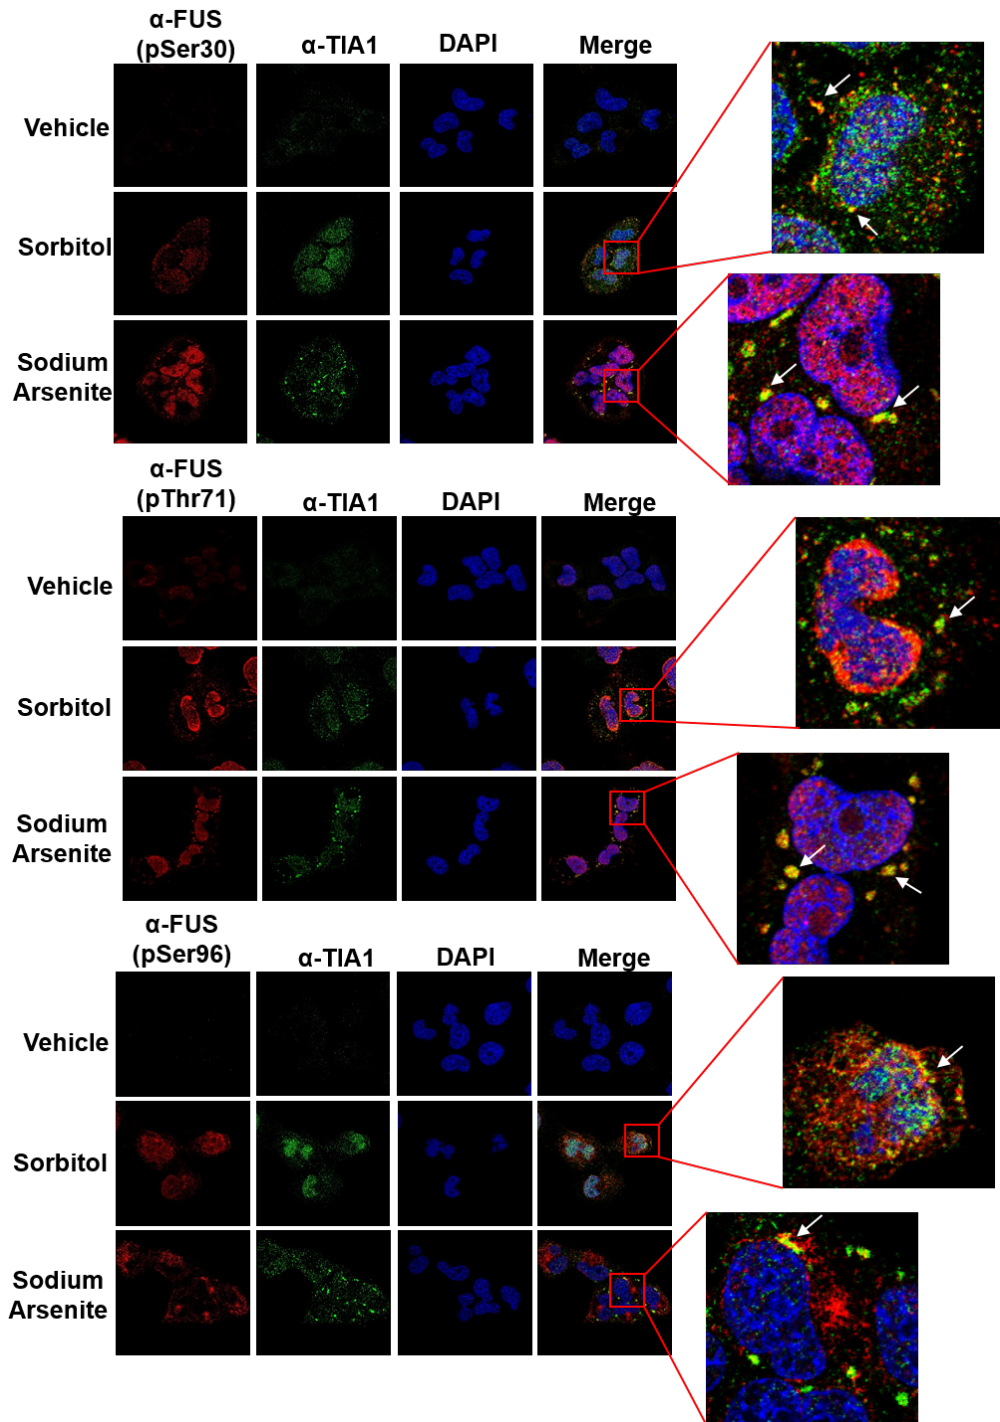 α-FUS
(pSer30)
α-TIA1
DAPI
Merge
Vehicle
Sorbitol
Sodium
Arsenite
α-FUS
(pThr71)
α-TIA1
DAPI
Merge
Vehicle
Sorbitol
Sodium
Arsenite
α-FUS
(pSer96)
α-TIA1
DAPI
Merge
Vehicle
Sorbitol
Sodium
Arsenite